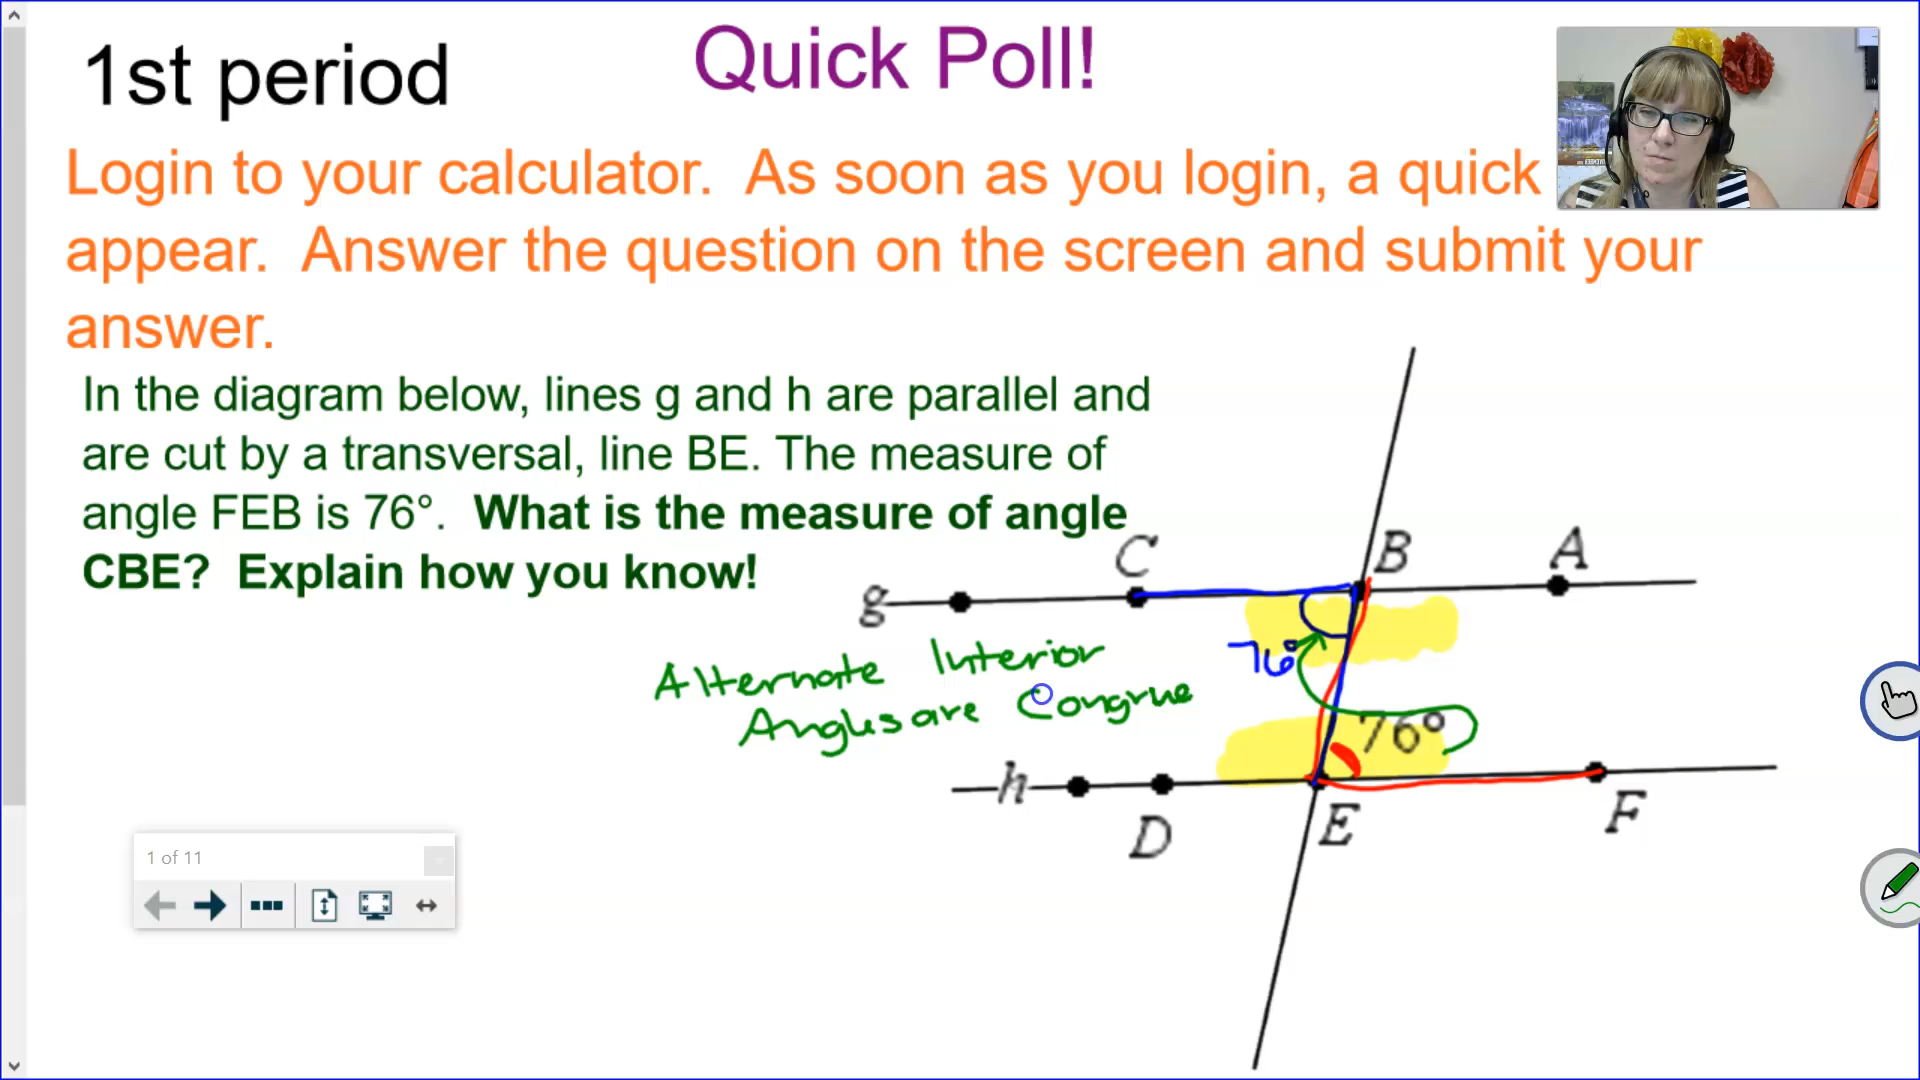 1st period
Quick Poll!
Login to your calculator. As soon as you login, a quick
appear. Answer the question on the screen and submit your
answer.
In the diagram below, lines g and h are parallel and
are cut by a transversal, line BE. The measure of
angle FEB is 76°. What is the measure of angle
CBE? Explain how you know!
C
B
A
g
Alternate Interior
76°
Angles are Congrue
76°
h
D
E
F
1 of 11